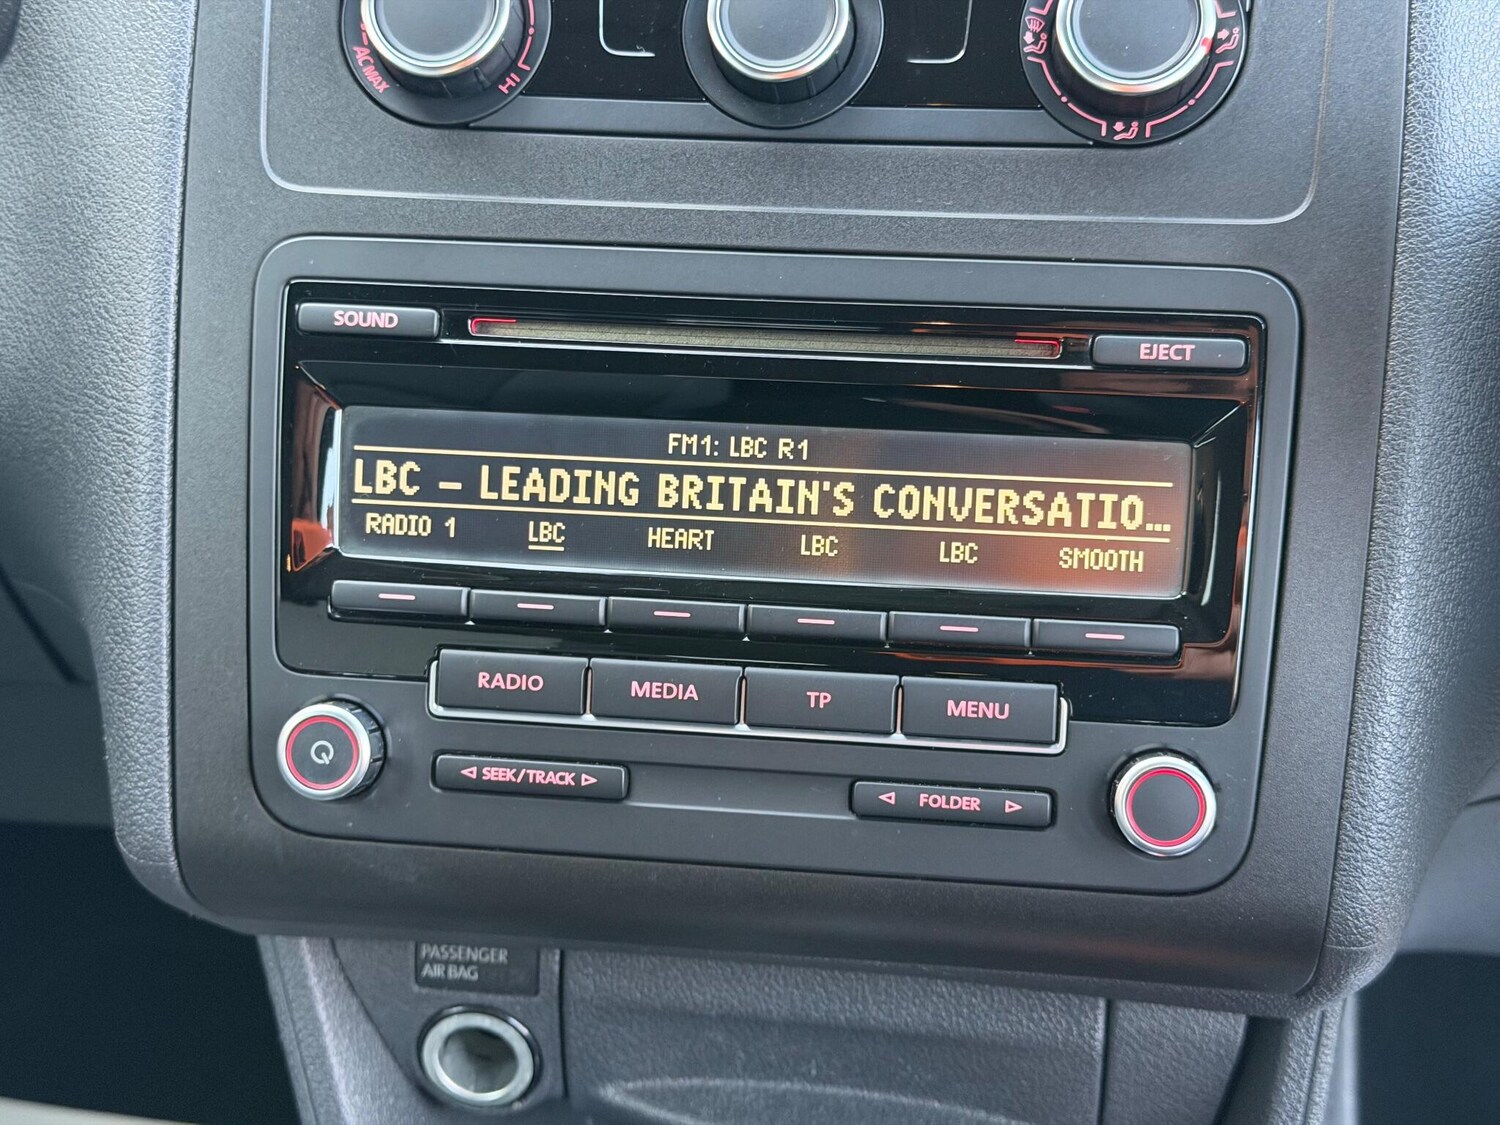 AC MAX
HI
SOUND
EJECT
FM1: LBC R1
LBC - LEADING BRITAIN'S CONVERSATIO...
RADIO 1 LBC HEART LBC LBC SMOOTH
RADIO MEDIA TP MENU
SEEK/TRACK
FOLDER
PASSENGER
AIR BAG